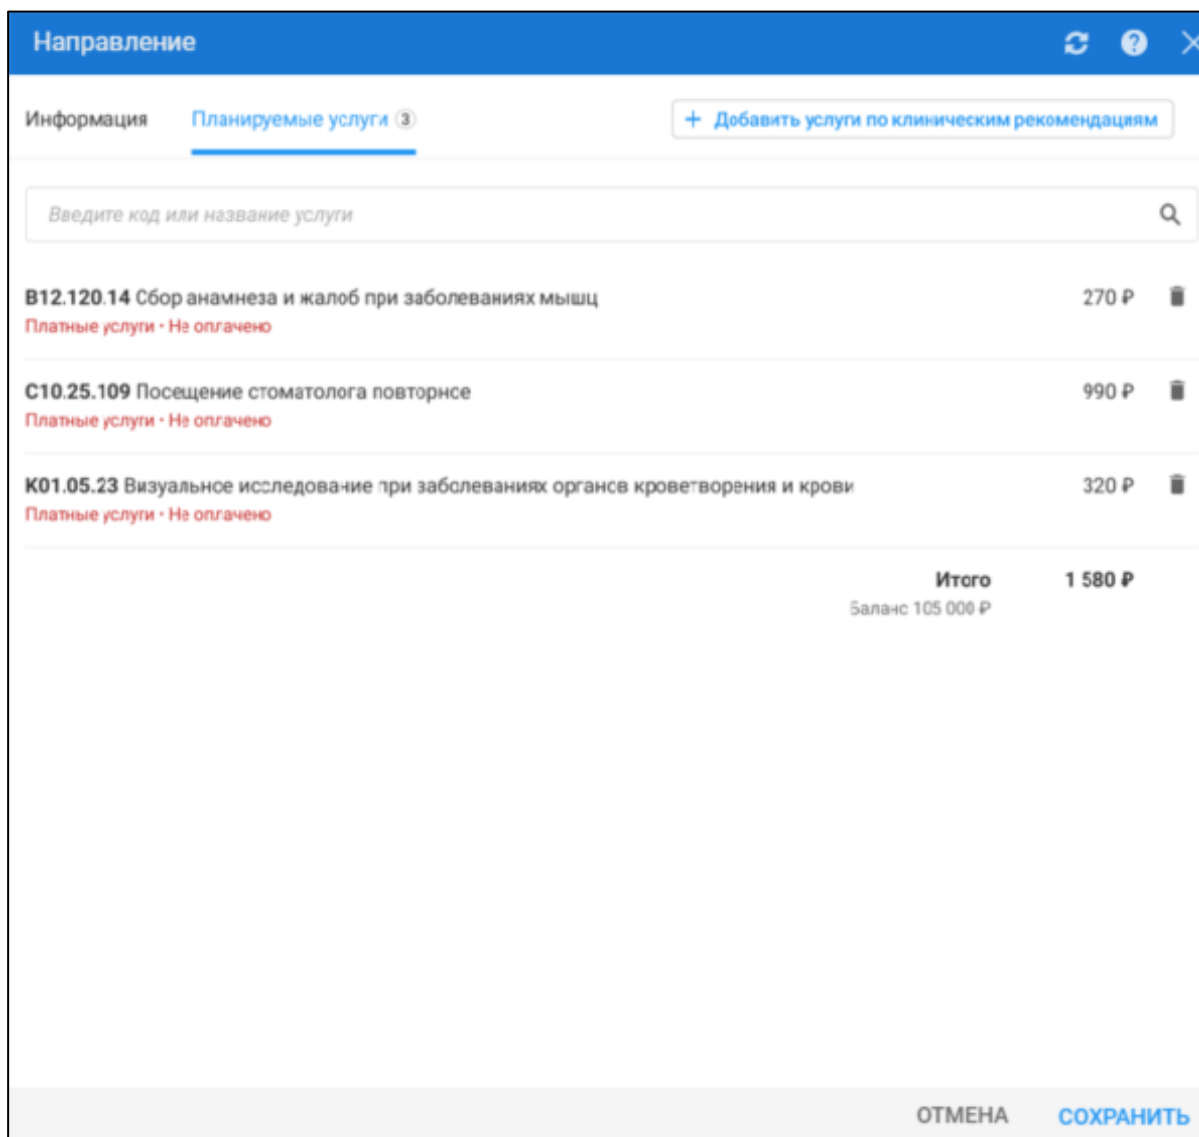 Направление
Информация Планируемые услуги 3 + Добавить услуги по клиническим рекомендациям
Введите код или название услуги
B12.120.14 Сбор анамнеза и жалоб при заболеваниях мышц 270 ₽
Платные услуги • Не оплачено
C10.25.109 Посещение стоматолога повторное 990 ₽
Платные услуги • Не оплачено
K01.05.23 Визуальное исследование при заболеваниях органов кроветворения и крови 320 ₽
Платные услуги • Не оплачено
Итого 1 580 ₽
Баланс 105 000 ₽
ОТМЕНА СОХРАНИТЬ